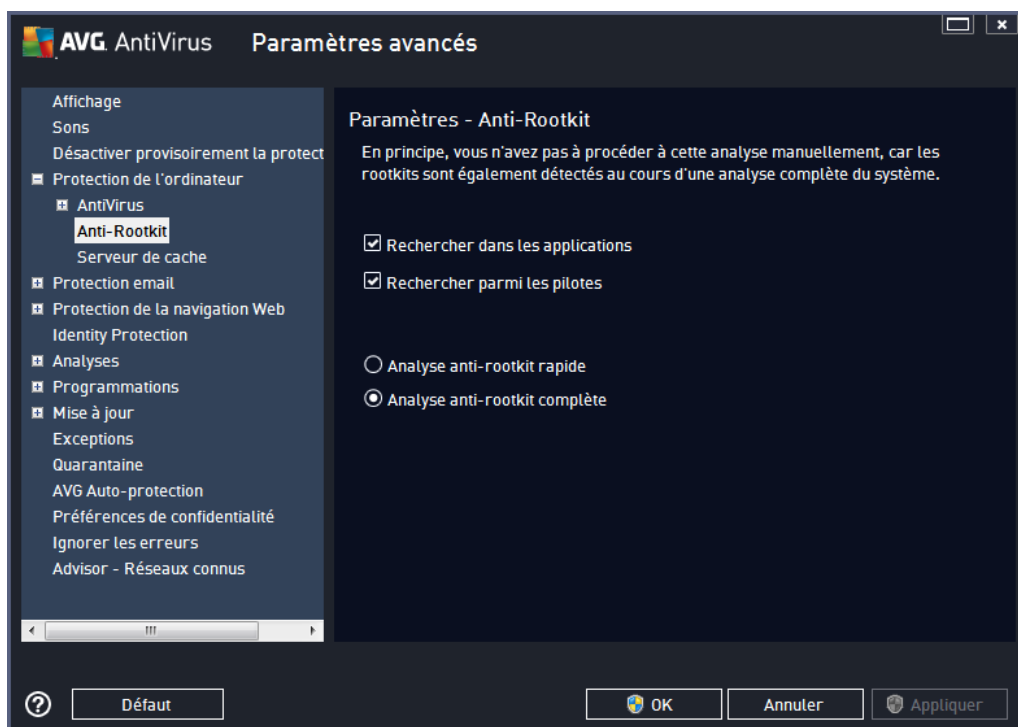 AVG. AntiVirus Paramètres avancés
Affichage
Sons
Désactiver provisoirement la protect
Protection de l'ordinateur
AntiVirus
Anti-Rootkit
Serveur de cache
Protection email
Protection de la navigation Web
Identity Protection
Analyses
Programmations
Mise à jour
Exceptions
Quarantaine
AVG Auto-protection
Préférences de confidentialité
Ignorer les erreurs
Advisor - Réseaux connus
Paramètres - Anti-Rootkit
En principe, vous n'avez pas à procéder à cette analyse manuellement, car les
rootkits sont également détectés au cours d'une analyse complète du système.
Rechercher dans les applications
Rechercher parmi les pilotes
Analyse anti-rootkit rapide
Analyse anti-rootkit complète
Défaut
OK
Annuler
Appliquer